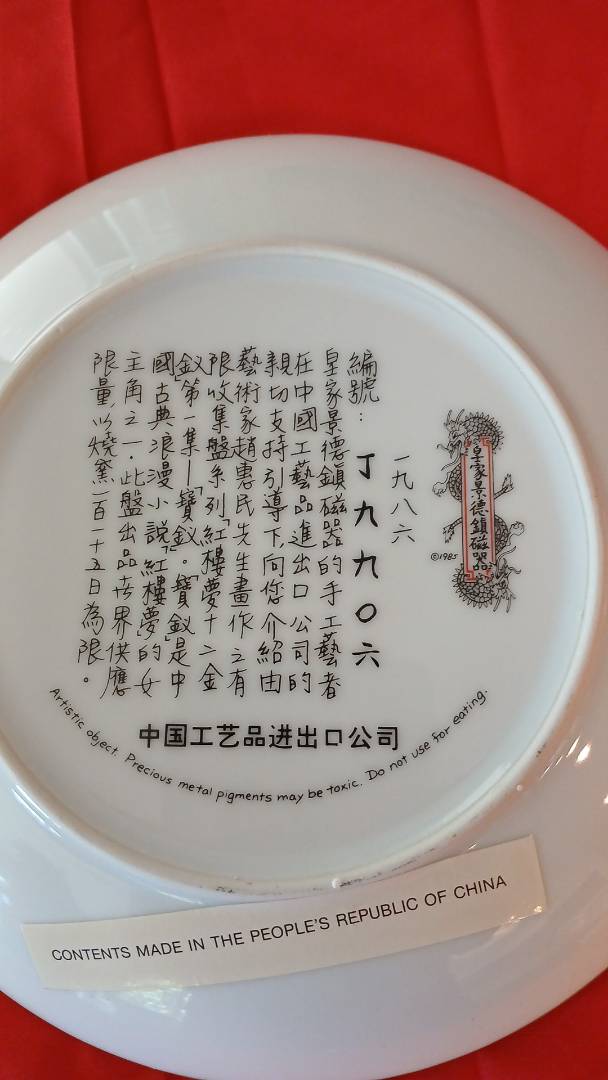 皇家景德鎮磁器
©1985
一九八六
編號：丁九九〇六
皇家景德鎮磁器的手工藝者
在中國工藝品進出口公司的
親切支持引導下,向您介紹由
藝術家趙惠民先生畫作之有
限收集盤系列「紅樓夢十二金
釵」第一集—「寶釵」。「寶釵」是中
國古典浪漫小說「紅樓夢」的女
主角之一.此盤出品世界供應
限量,以燒窯一百一十五日為限。
中国工艺品进出口公司
Artistic object. Precious metal pigments may be toxic. Do not use for eating.
CONTENTS MADE IN THE PEOPLE'S REPUBLIC OF CHINA